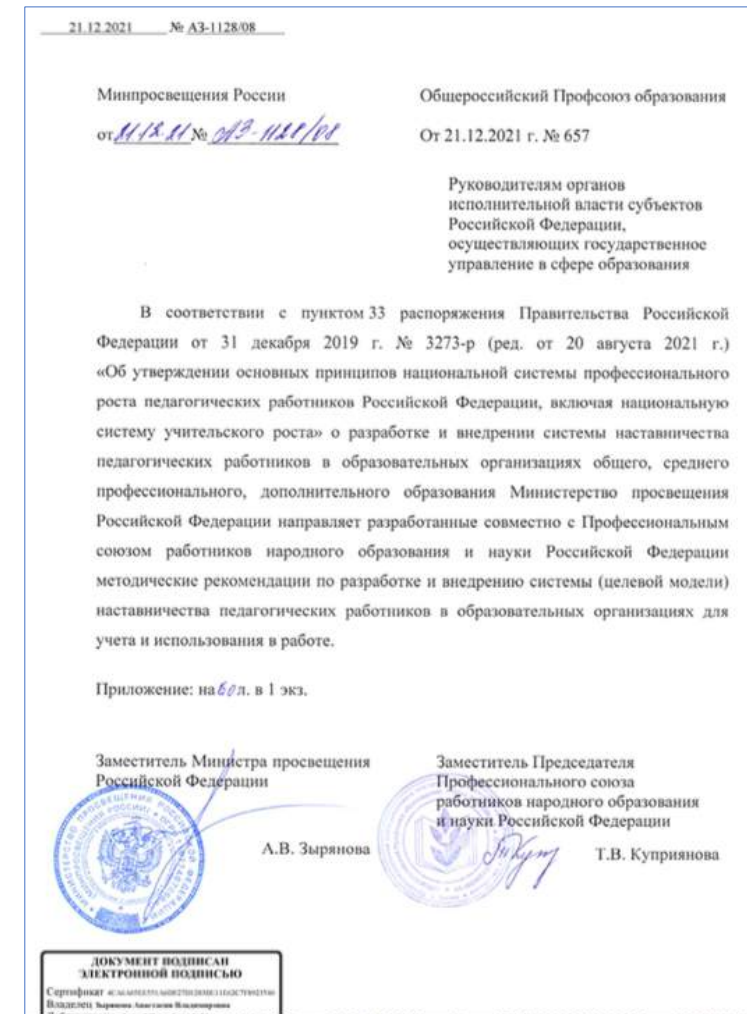 21.12.2021 № АЗ-1128/08
Минпросвещения России
от 21.12.21 № АЗ-1128/08
Общероссийский Профсоюз образования
От 21.12.2021 г. № 657
Руководителям органов
исполнительной власти субъектов
Российской Федерации,
осуществляющих государственное
управление в сфере образования
В соответствии с пунктом 33 распоряжения Правительства Российской
Федерации от 31 декабря 2019 г. № 3273-р (ред. от 20 августа 2021 г.)
«Об утверждении основных принципов национальной системы профессионального
роста педагогических работников Российской Федерации, включая национальную
систему учительского роста» о разработке и внедрении системы наставничества
педагогических работников в образовательных организациях общего, среднего
профессионального, дополнительного образования Министерство просвещения
Российской Федерации направляет разработанные совместно с Профессиональным
союзом работников народного образования и науки Российской Федерации
методические рекомендации по разработке и внедрению системы (целевой модели)
наставничества педагогических работников в образовательных организациях для
учета и использования в работе.
Приложение: на 60 л. в 1 экз.
Заместитель Министра просвещения
Российской Федерации
А.В. Зырянова
Заместитель Председателя
Профессионального союза
работников народного образования
и науки Российской Федерации
Т.В. Куприянова
МИНИСТЕРСТВО ПРОСВЕЩЕНИЯ РОССИЙСКОЙ ФЕДЕРАЦИИ
ДОКУМЕНТ ПОДПИСАН
ЭЛЕКТРОННОЙ ПОДПИСЬЮ
Сертификат
Владелец Зырянова Анастасия Владимировна